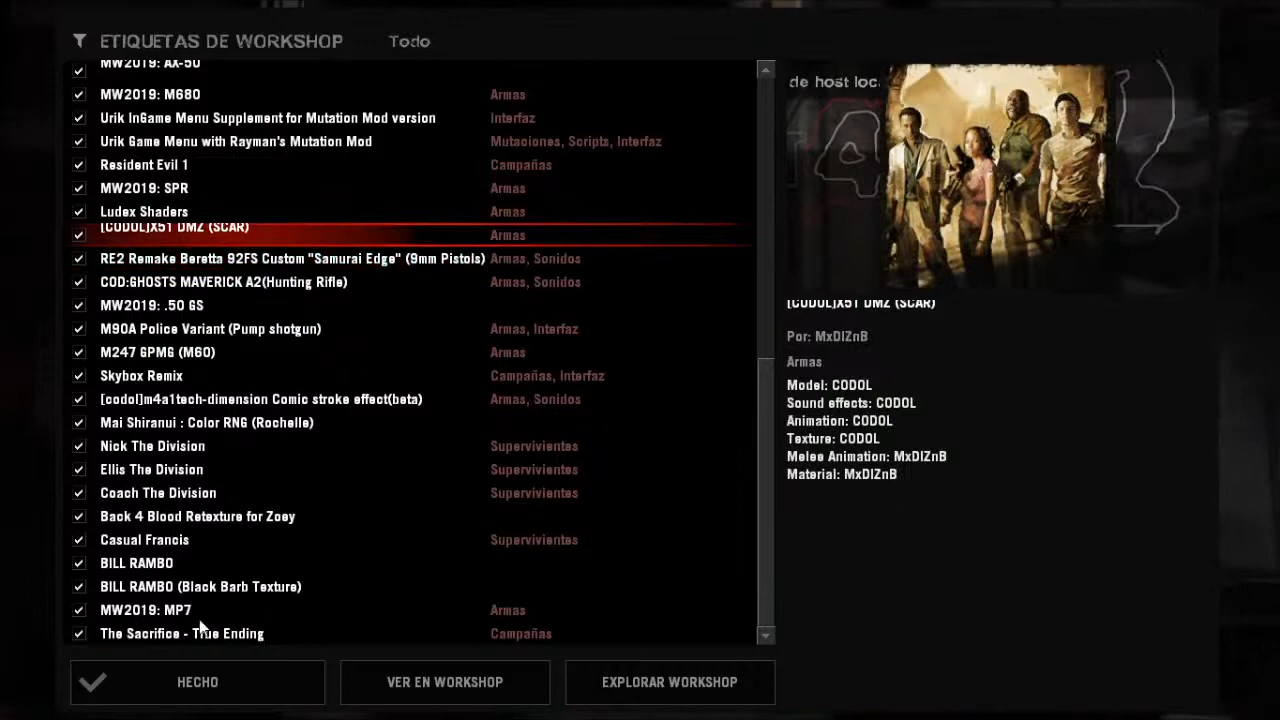 ETIQUETAS DE WORKSHOP Todo
MW2019: AX-50
MW2019: M680 Armas
Urik InGame Menu Supplement for Mutation Mod version Interfaz
Urik Game Menu with Rayman's Mutation Mod Mutaciones, Scripts, Interfaz
Resident Evil 1 Campañas
MW2019: SPR Armas
Ludex Shaders Armas
[CODOL]X51 DMZ (SCAR) Armas
RE2 Remake Beretta 92FS Custom "Samurai Edge" (9mm Pistols) Armas, Sonidos
COD:GHOSTS MAVERICK A2(Hunting Rifle) Armas, Sonidos
MW2019: .50 GS
M90A Police Variant (Pump shotgun) Armas, Interfaz
M247 GPMG (M60) Armas
Skybox Remix Campañas, Interfaz
[codol]m4a1tech-dimension Comic stroke effect(beta) Armas, Sonidos
Mai Shiranui : Color RNG (Rochelle)
Nick The Division Supervivientes
Ellis The Division Supervivientes
Coach The Division Supervivientes
Back 4 Blood Retexture for Zoey
Casual Francis Supervivientes
BILL RAMBO
BILL RAMBO (Black Barb Texture)
MW2019: MP7 Armas
The Sacrifice - True Ending Campañas
HECHO
VER EN WORKSHOP
EXPLORAR WORKSHOP
de host loc
[CODOL]X51 DMZ (SCAR)
Por: MxDIZnB
Armas
Model: CODOL
Sound effects: CODOL
Animation: CODOL
Texture: CODOL
Melee Animation: MxDIZnB
Material: MxDIZnB